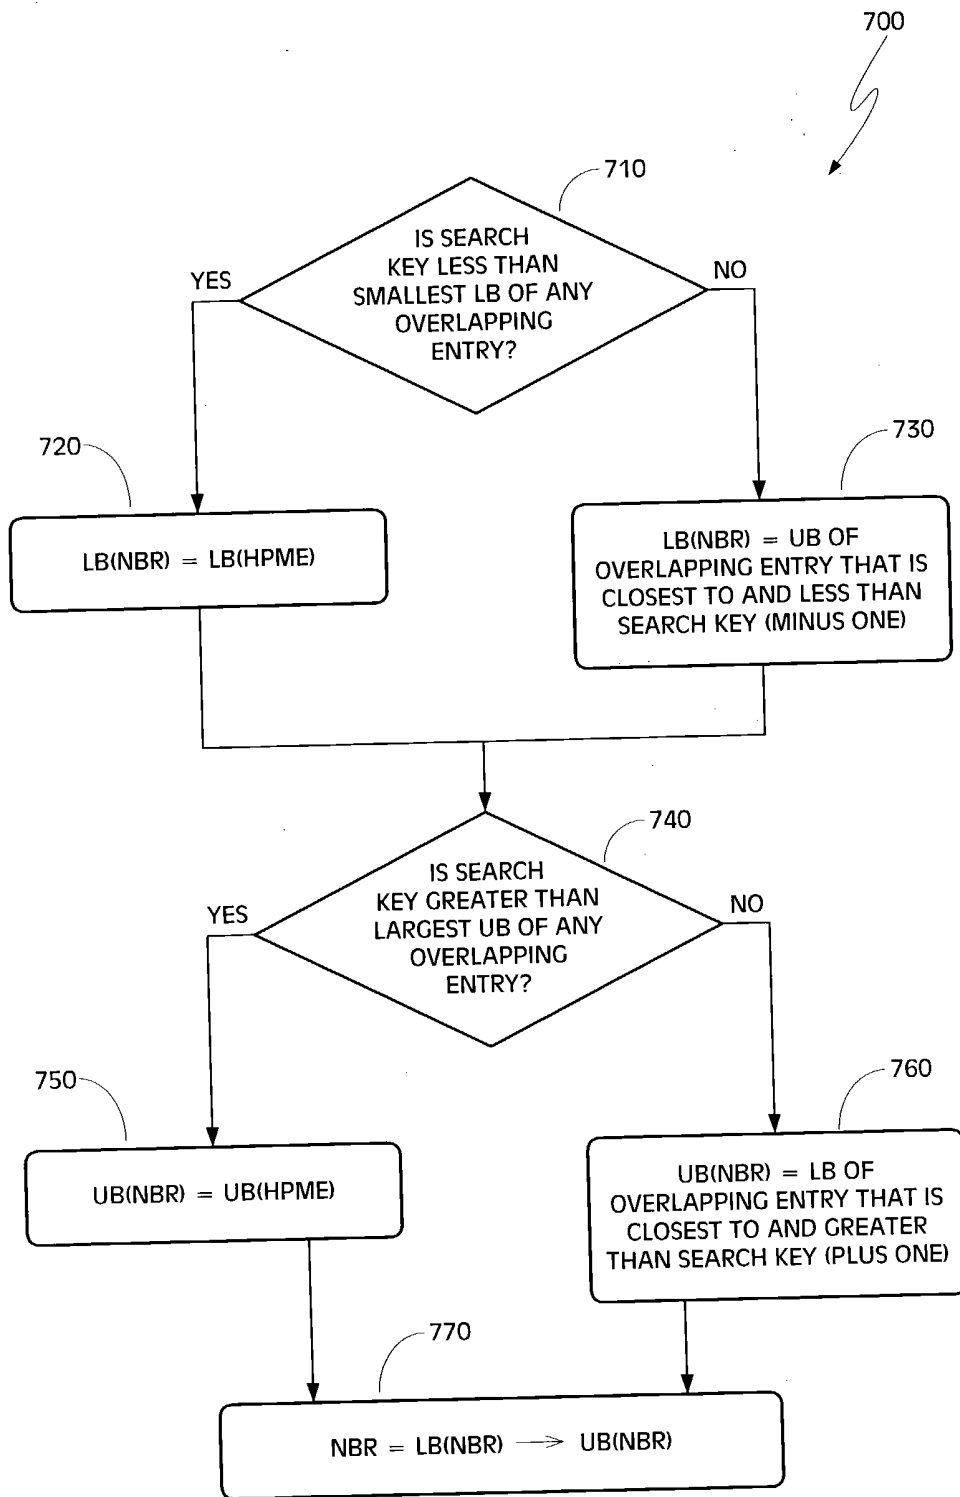 700
710
IS SEARCH
KEY LESS THAN
SMALLEST LB OF ANY
OVERLAPPING
ENTRY?
YES
NO
720
730
LB(NBR) = LB(HPME)
LB(NBR) = UB OF
OVERLAPPING ENTRY THAT IS
CLOSEST TO AND LESS THAN
SEARCH KEY (MINUS ONE)
740
IS SEARCH
KEY GREATER THAN
LARGEST UB OF ANY
OVERLAPPING
ENTRY?
YES
NO
750
760
UB(NBR) = UB(HPME)
UB(NBR) = LB OF
OVERLAPPING ENTRY THAT IS
CLOSEST TO AND GREATER
THAN SEARCH KEY (PLUS ONE)
770
NBR = LB(NBR) → UB(NBR)